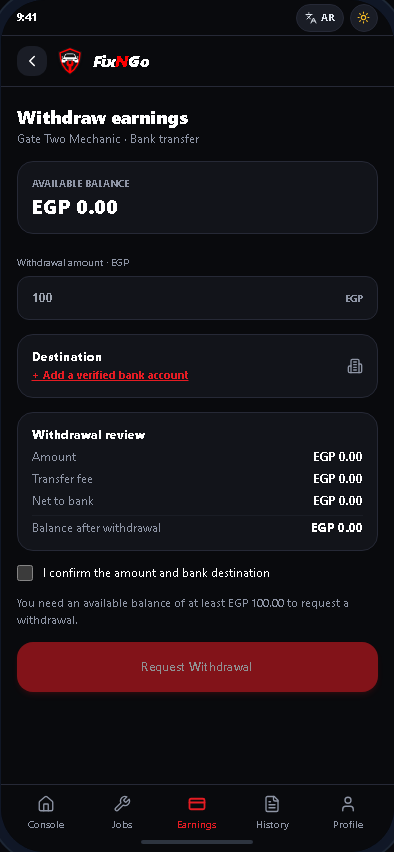 9:41
AR
FixNGo
Withdraw earnings
Gate Two Mechanic · Bank transfer
AVAILABLE BALANCE
EGP 0.00
Withdrawal amount · EGP
100 EGP
Destination
+ Add a verified bank account
Withdrawal review
Amount EGP 0.00
Transfer fee EGP 0.00
Net to bank EGP 0.00
Balance after withdrawal EGP 0.00
I confirm the amount and bank destination
You need an available balance of at least EGP 100.00 to request a
withdrawal.
Request Withdrawal
Console Jobs Earnings History Profile